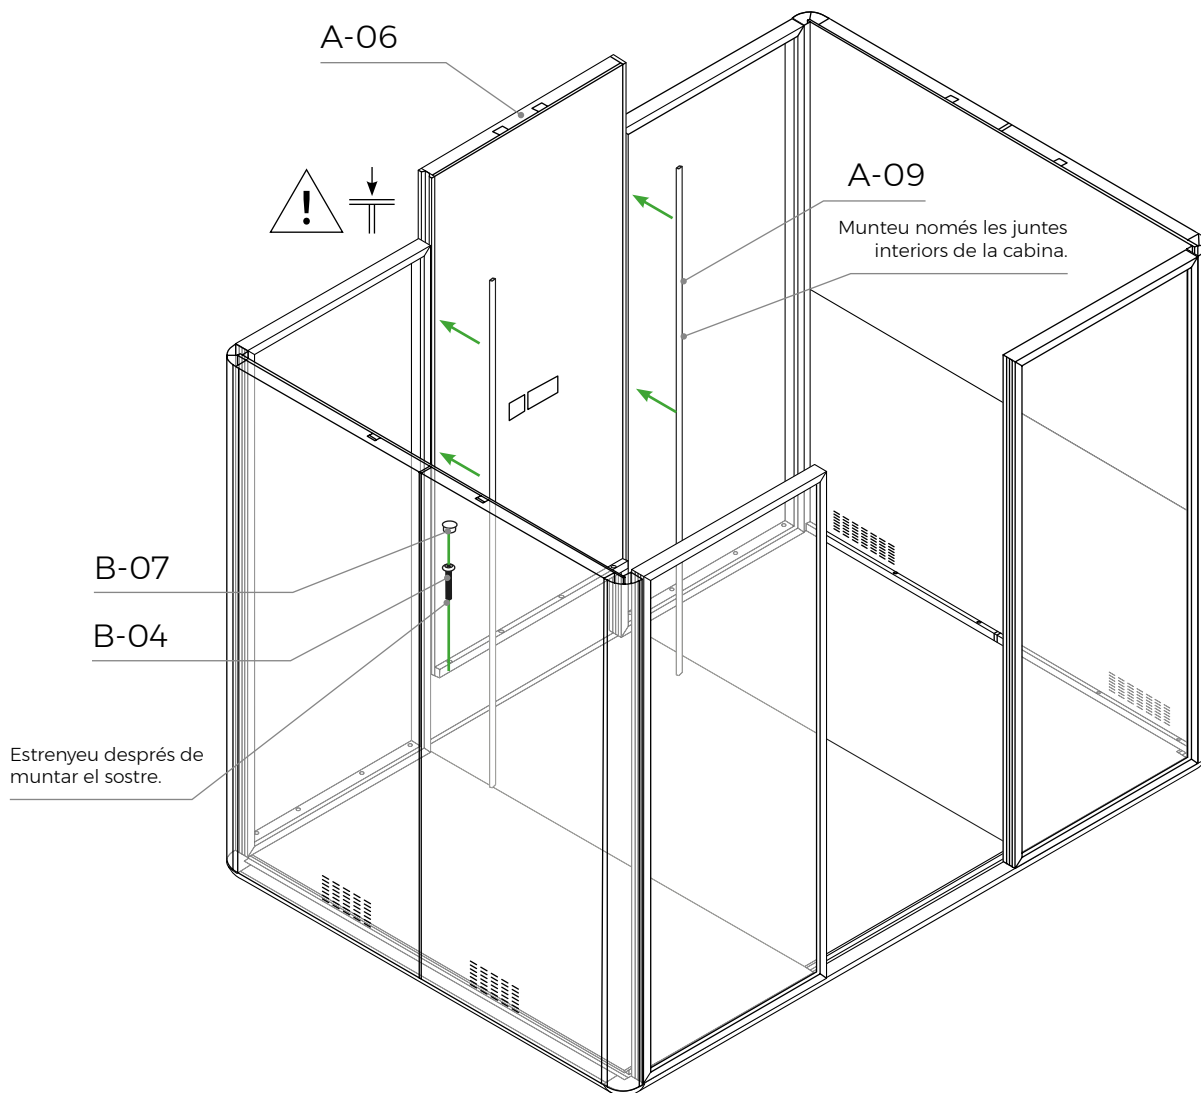 A-06
A-09
Munteu només les juntes
interiors de la cabina.
B-07
B-04
Estrenyeu després de
muntar el sostre.